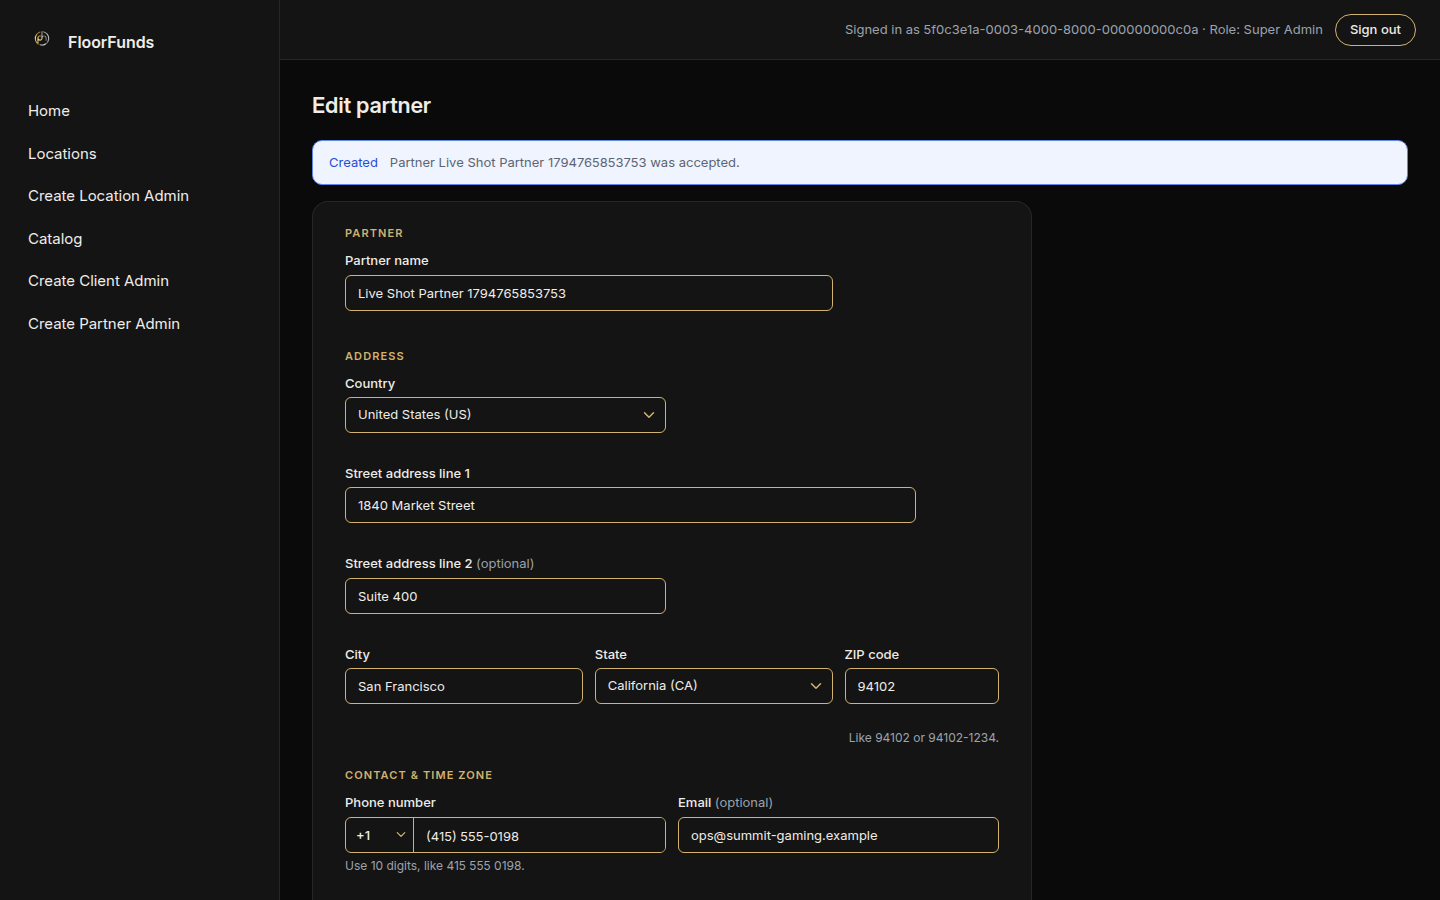 FloorFunds
Signed in as 5f0c3e1a-0003-4000-8000-000000000c0a · Role: Super Admin
Sign out
Home
Locations
Create Location Admin
Catalog
Create Client Admin
Create Partner Admin
Edit partner
Created Partner Live Shot Partner 1794765853753 was accepted.
PARTNER
Partner name
Live Shot Partner 1794765853753
ADDRESS
Country
United States (US)
Street address line 1
1840 Market Street
Street address line 2 (optional)
Suite 400
City State ZIP code
San Francisco California (CA) 94102
Like 94102 or 94102-1234.
CONTACT & TIME ZONE
Phone number Email (optional)
+1 (415) 555-0198 ops@summit-gaming.example
Use 10 digits, like 415 555 0198.